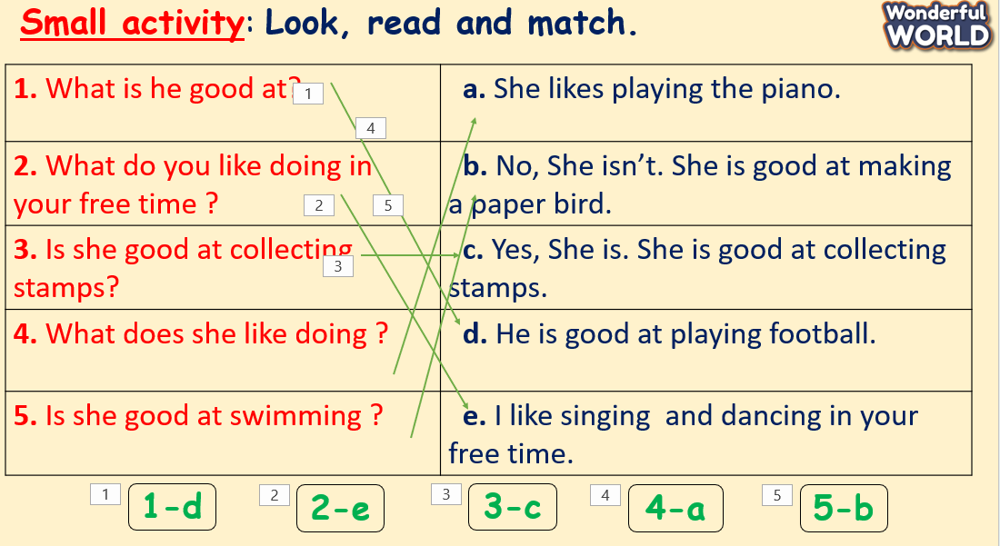 Small activity: Look, read and match.
Wonderful
WORLD
1. What is he good at?
1
a. She likes playing the piano.
4
2. What do you like doing in
your free time ?
2
5
b. No, She isn’t. She is good at making
a paper bird.
3. Is she good at collecting
stamps?
3
c. Yes, She is. She is good at collecting
stamps.
4. What does she like doing ?
d. He is good at playing football.
5. Is she good at swimming ?
e. I like singing  and dancing in your
free time.
1
1-d
2
2-e
3
3-c
4
4-a
5
5-b